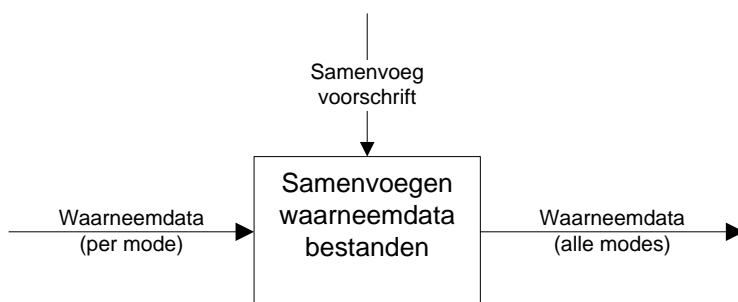 Samenvoeg
voorschrift
Samenvoegen
waarneemdata
bestanden
Waarneemdata
(per mode)
Waarneemdata
(alle modes)